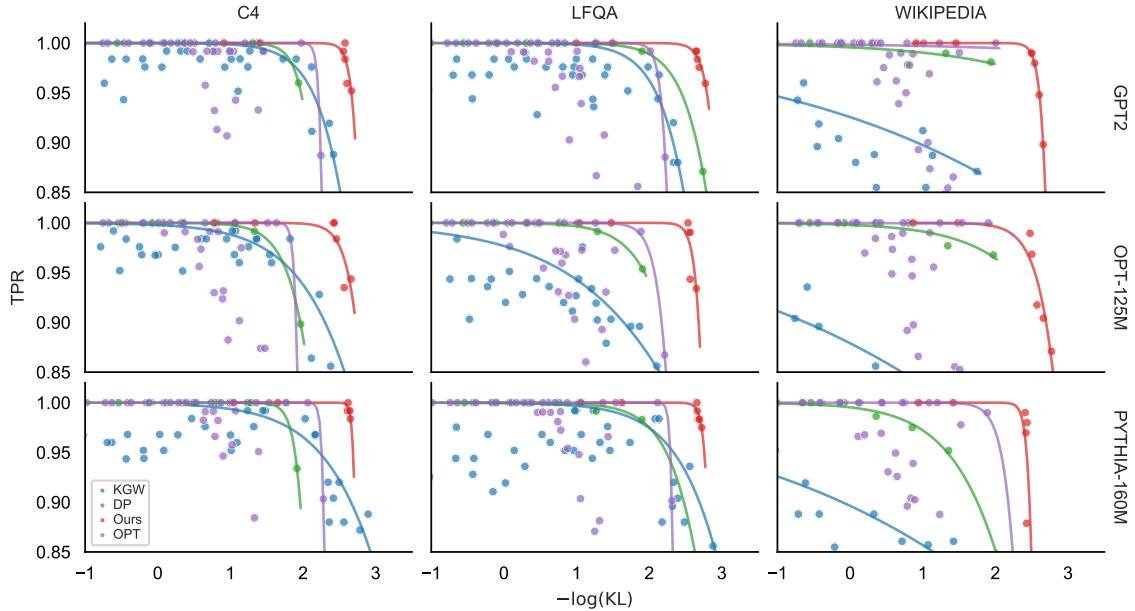 C4 LFQA WIKIPEDIA
1.00
0.95
0.90
0.85
GPT2
1.00
0.95
0.90
0.85
TPR
OPT-125M
1.00
0.95
0.90
0.85
KGW
DP
Ours
OPT
PYTHIA-160M
−1 0 1 2 3 −1 0 1 2 3 −1 0 1 2 3
−log(KL)